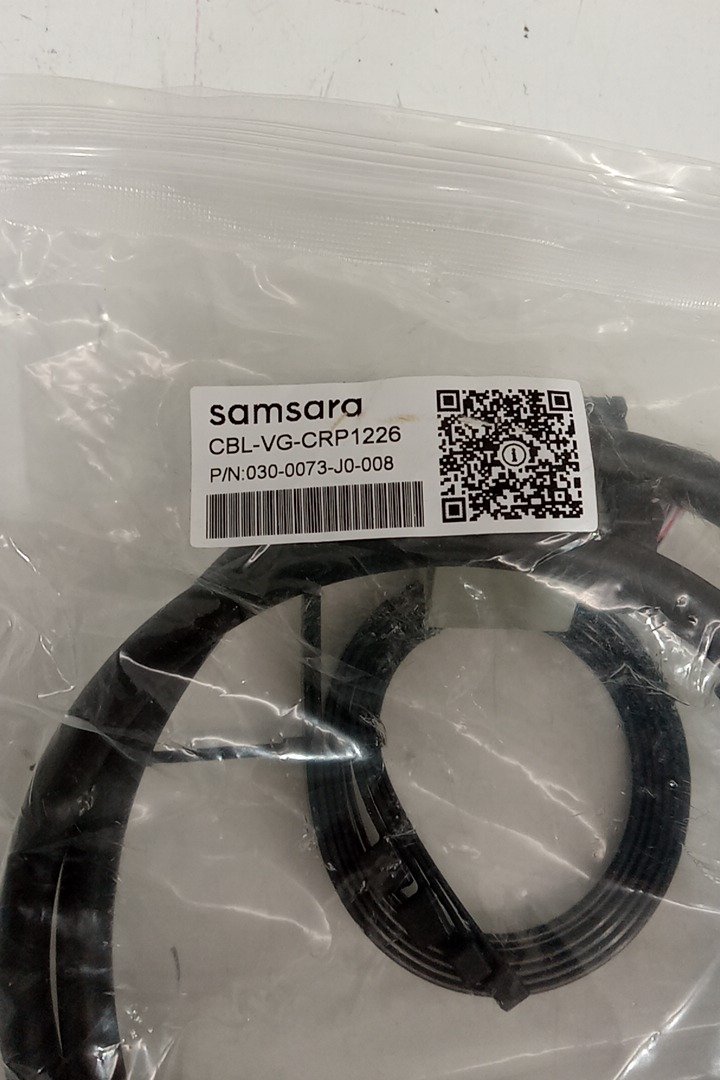 samsara
CBL-VG-CRP1226
P/N:030-0073-J0-008
i